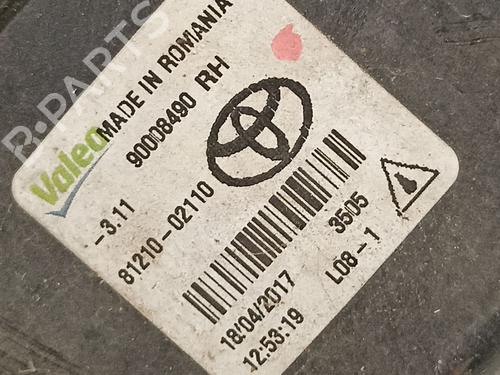 R-PARTS
Valeo
MADE IN ROMANIA
90008490 RH
-3.11
81210-02110
3505
18/04/2017 L08-1
12:53:19